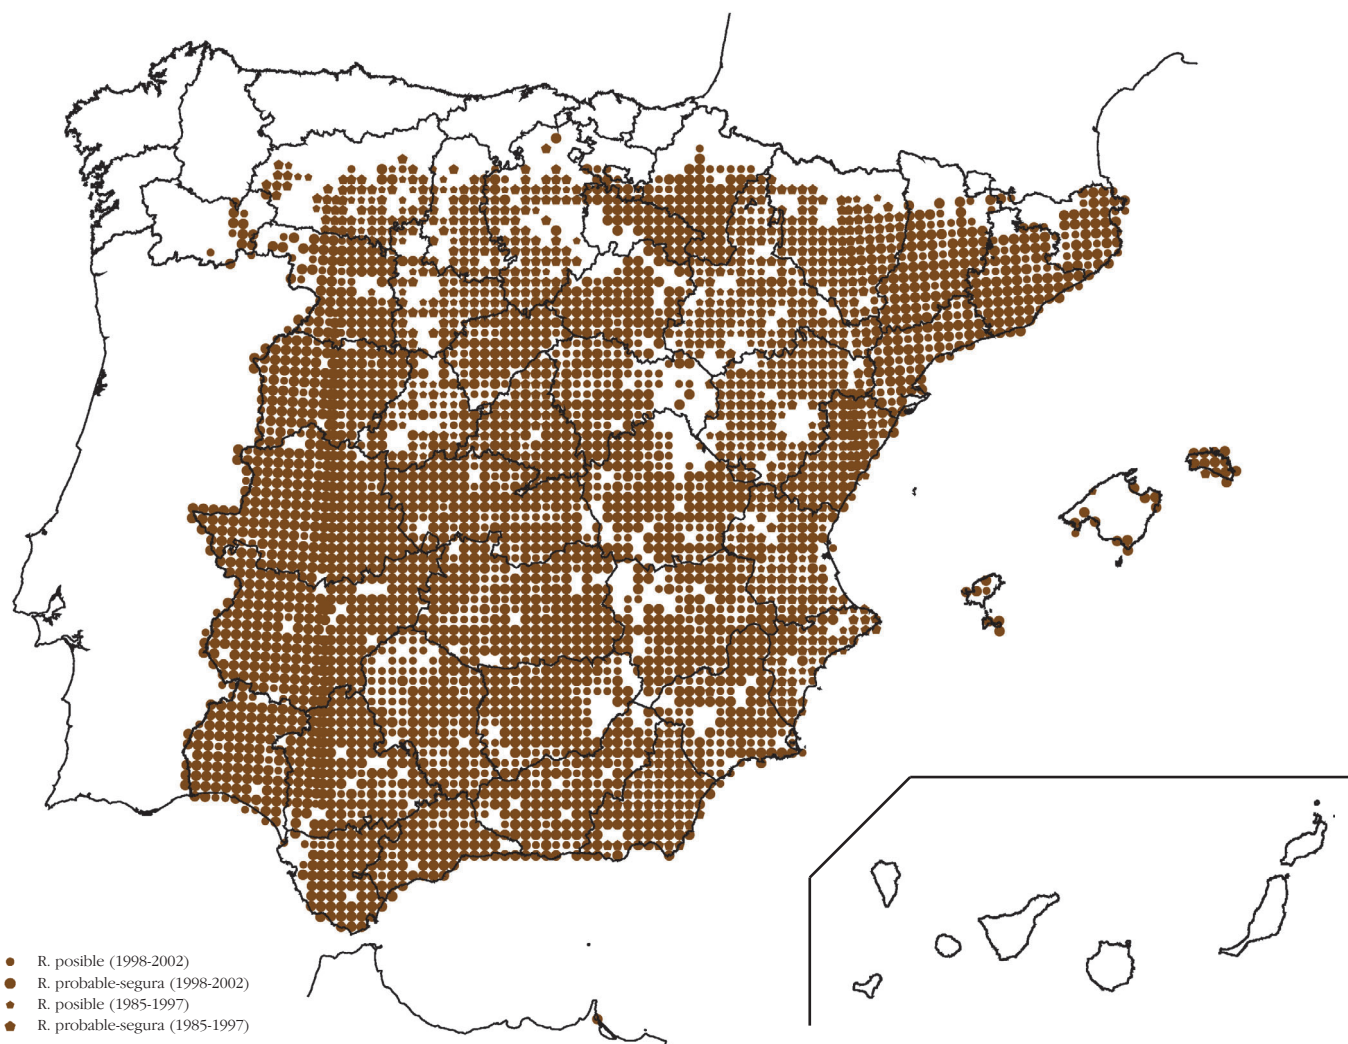 R. posible (1998-2002)
R. probable-segura (1998-2002)
R. posible (1985-1997)
R. probable-segura (1985-1997)